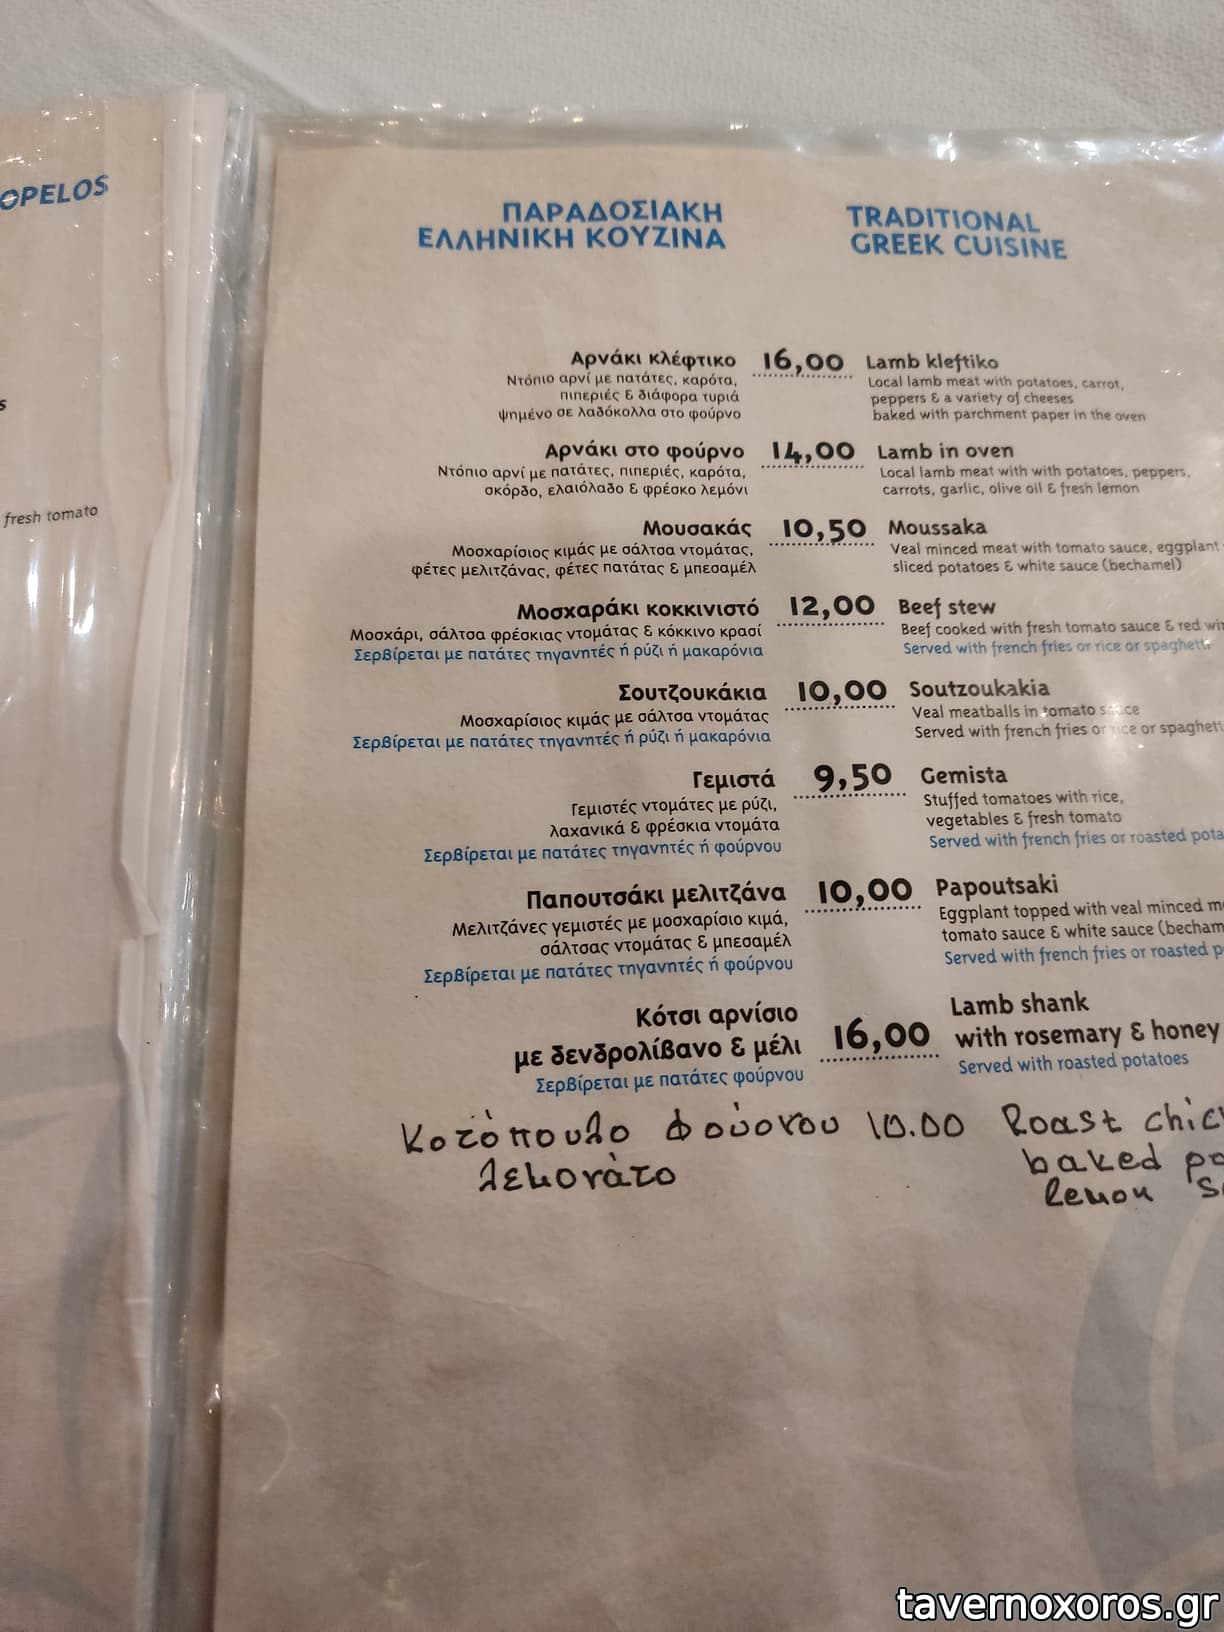 OPELOS
s
fresh tomato
ΠΑΡΑΔΟΣΙΑΚΗ
ΕΛΛΗΝΙΚΗ ΚΟΥΖΙΝΑ
TRADITIONAL
GREEK CUISINE
Αρνάκι κλέφτικο 16,00 Lamb kleftiko
Ντόπιο αρνί με πατάτες, καρότα, Local lamb meat with potatoes, carrot,
πιπεριές & διάφορα τυριά peppers & a variety of cheeses
ψημένο σε λαδόκολλα στο φούρνο baked with parchment paper in the oven
Αρνάκι στο φούρνο 14,00 Lamb in oven
Ντόπιο αρνί με πατάτες, πιπεριές, καρότα, Local lamb meat with with potatoes, peppers,
σκόρδο, ελαιόλαδο & φρέσκο λεμόνι carrots, garlic, olive oil & fresh lemon
Μουσακάς 10,50 Moussaka
Μοσχαρίσιος κιμάς με σάλτσα ντομάτας, Veal minced meat with tomato sauce, eggplant
φέτες μελιτζάνας, φέτες πατάτας & μπεσαμέλ sliced potatoes & white sauce (bechamel)
Μοσχαράκι κοκκινιστό 12,00 Beef stew
Μοσχάρι, σάλτσα φρέσκιας ντομάτας & κόκκινο κρασί Beef cooked with fresh tomato sauce & red wi
Σερβίρεται με πατάτες τηγανητές ή ρύζι ή μακαρόνια Served with french fries or rice or spaghetti
Σουτζουκάκια 10,00 Soutzoukakia
Μοσχαρίσιος κιμάς με σάλτσα ντομάτας Veal meatballs in tomato sauce
Σερβίρεται με πατάτες τηγανητές ή ρύζι ή μακαρόνια Served with french fries or rice or spaghett
Γεμιστά 9,50 Gemista
Γεμιστές ντομάτες με ρύζι, Stuffed tomatoes with rice,
λαχανικά & φρέσκια ντομάτα vegetables & fresh tomato
Σερβίρεται με πατάτες τηγανητές ή φούρνου Served with french fries or roasted pota
Παπουτσάκι μελιτζάνα 10,00 Papoutsaki
Μελιτζάνες γεμιστές με μοσχαρίσιο κιμά, Eggplant topped with veal minced m
σάλτσας ντομάτας & μπεσαμέλ tomato sauce & white sauce (becham
Σερβίρεται με πατάτες τηγανητές ή φούρνου Served with french fries or roasted p
Κότσι αρνίσιο Lamb shank
με δενδρολίβανο & μέλι 16,00 with rosemary & honey
Σερβίρεται με πατάτες φούρνου Served with roasted potatoes
Κοτόπουλο φούρνου 10.00 Roast chic
λεμονάτο baked po
lemon s
tavernoxoros.gr